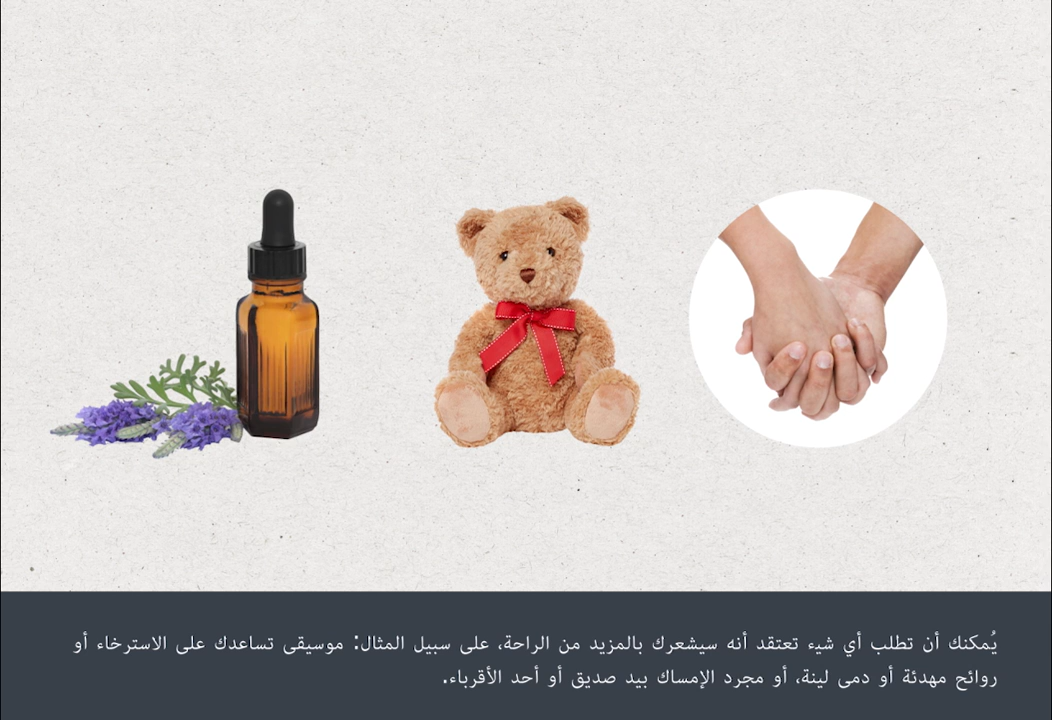 يُمكنك أن تطلب أي شيء تعتقد أنه سيشعرك بالمزيد من الراحة، على سبيل المثال: موسيقى تساعدك على الاسترخاء أو
روائح مهدئة أو دمى لينة، أو مجرد الإمساك بيد صديق أو أحد الأقرباء.